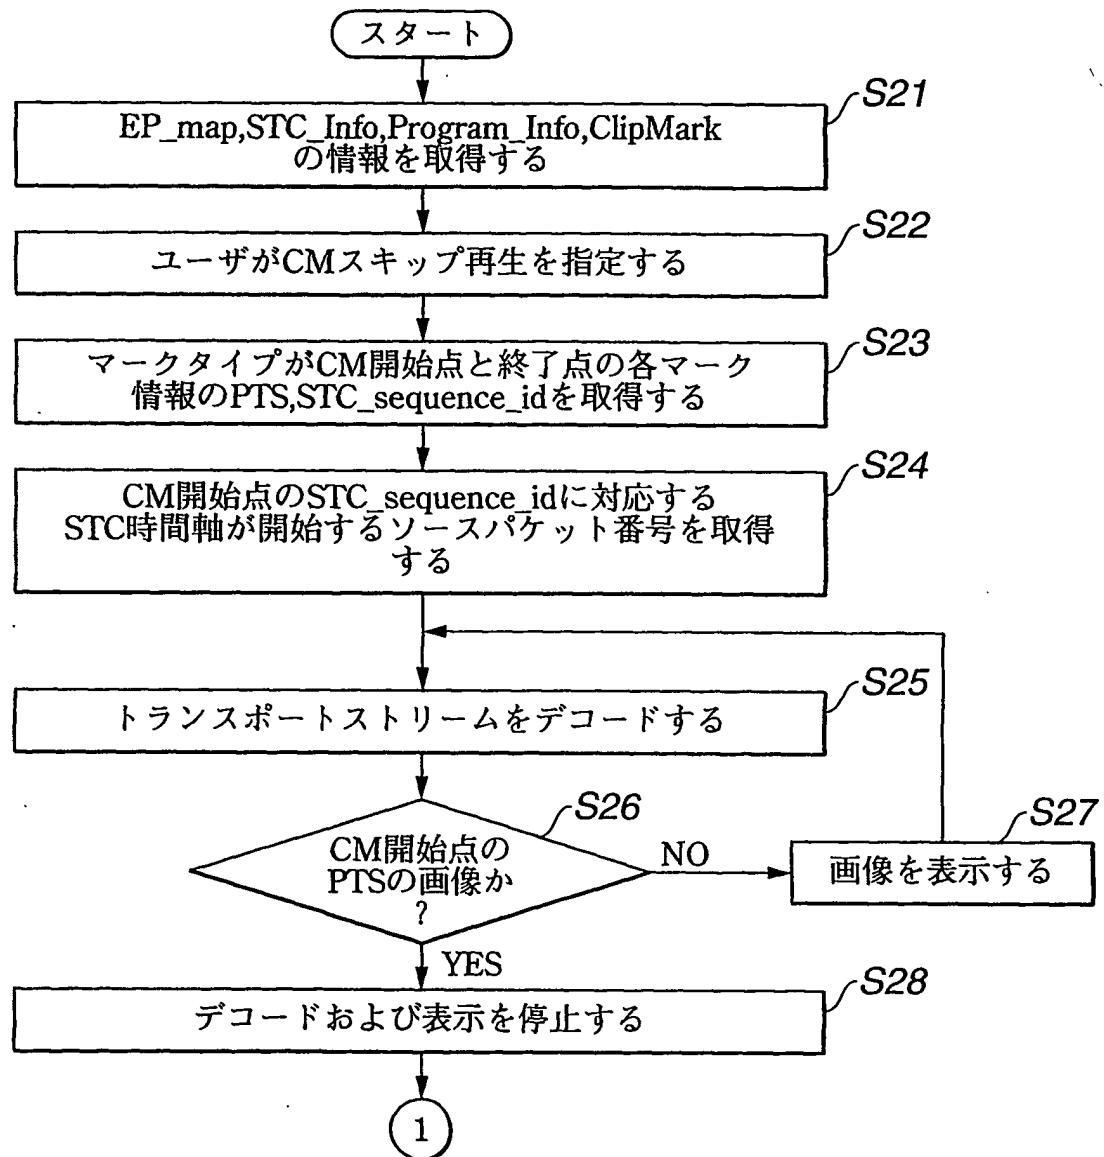 スタート
S21
EP_map,STC_Info,Program_Info,ClipMark
の情報を取得する
S22
ユーザがCMスキップ再生を指定する
S23
マークタイプがCM開始点と終了点の各マーク
情報のPTS,STC_sequence_idを取得する
S24
CM開始点のSTC_sequence_idに対応する
STC時間軸が開始するソースパケット番号を取得
する
S25
トランスポートストリームをデコードする
S26
CM開始点の
PTSの画像か
?
NO
S27
画像を表示する
YES
S28
デコードおよび表示を停止する
1